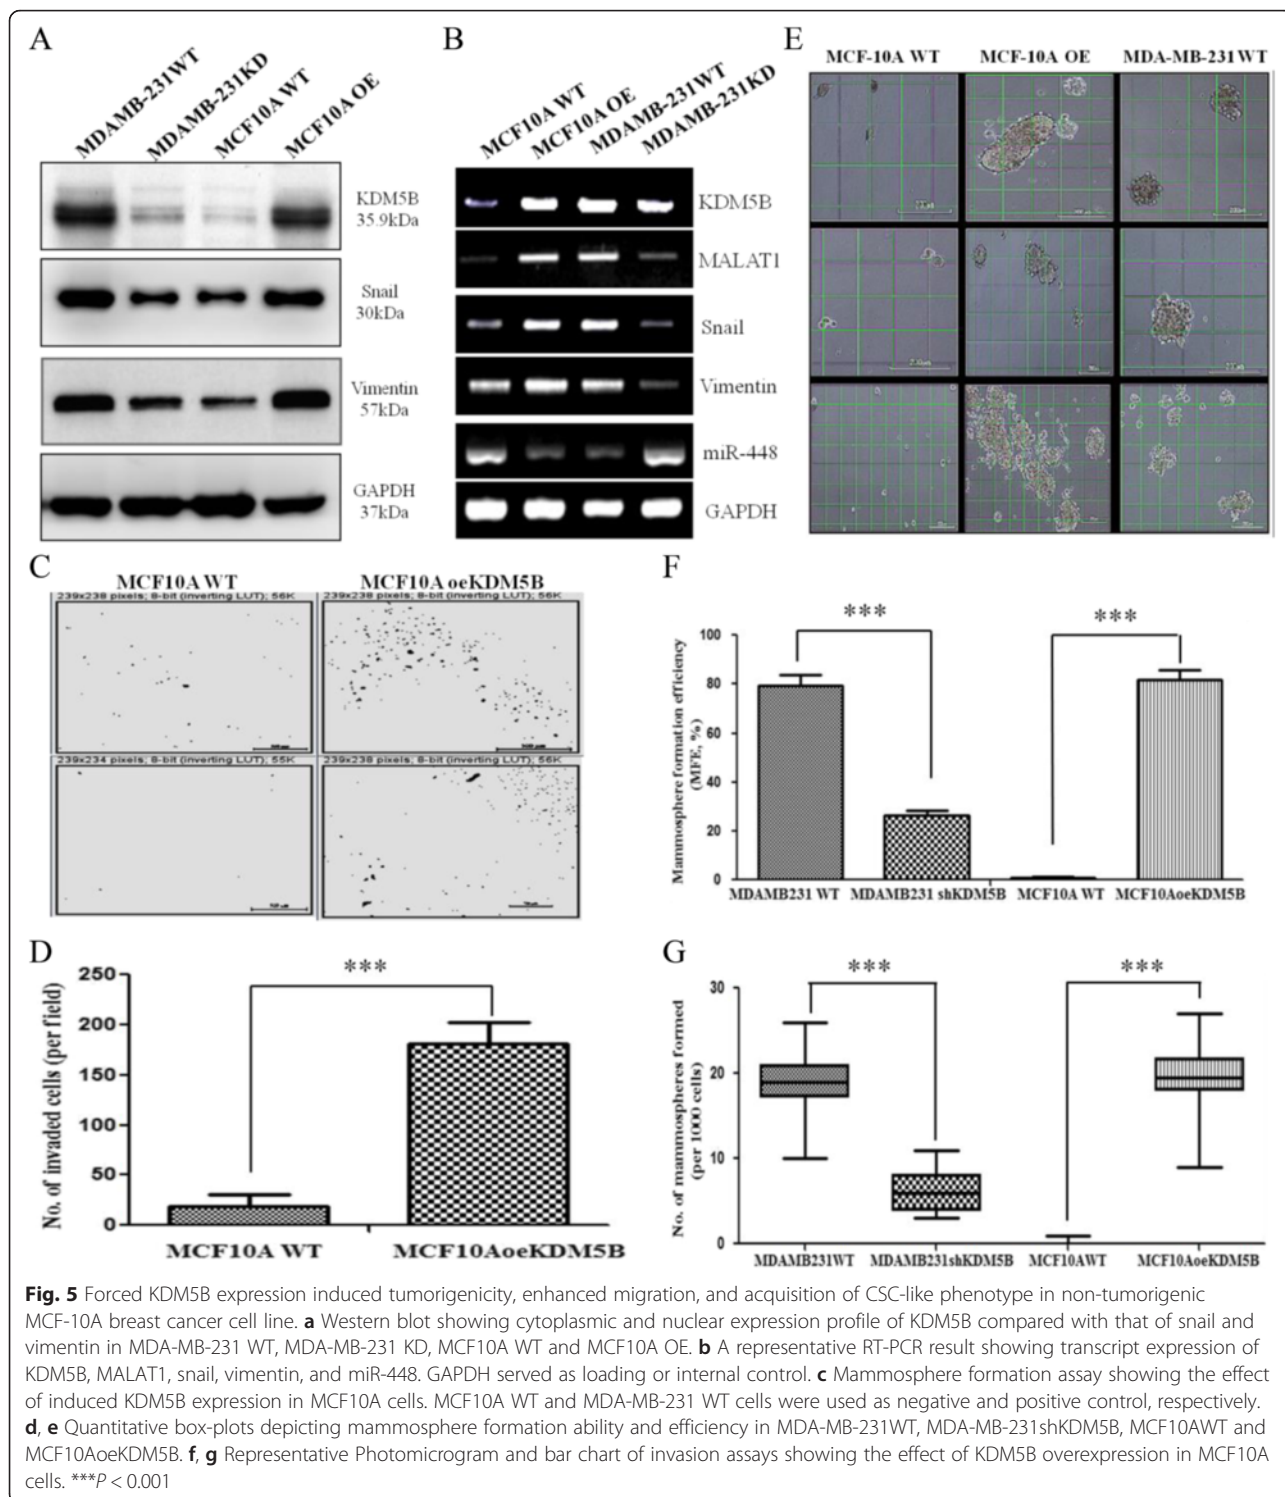 A
MDAMB-231WT
MDAMB-231KD
MCF10A WT
MCF10A OE
KDM5B
35.9kDa
Snail
30kDa
Vimentin
57kDa
GAPDH
37kDa
B
MCF10A WT
MCF10A OE
MDAMB-231WT
MDAMB-231KD
KDM5B
MALAT1
Snail
Vimentin
miR-448
GAPDH
E
MCF-10A WT
MCF-10A OE
MDA-MB-231 WT
C
MCF10A WT
MCF10A oeKDM5B
239x238 pixels; 8-bit (inverting LUT); 56K
239x238 pixels; 8-bit (inverting LUT); 56K
239x234 pixels; 8-bit (inverting LUT); 55K
239x238 pixels; 8-bit (inverting LUT); 56K
D
***
No. of invaded cells (per field)
250
200
150
100
50
0
MCF10A WT
MCF10AoeKDM5B
F
***
***
Mammosphere formation efficiency
(MFE, %)
100
80
60
40
20
0
MDAMB231 WT
MDAMB231 shKDM5B
MCF10A WT
MCF10AoeKDM5B
G
***
***
No. of mammospheres formed
(per 1000 cells)
30
20
10
0
MDAMB231WT
MDAMB231shKDM5B
MCF10AWT
MCF10AoeKDM5B
Fig. 5 Forced KDM5B expression induced tumorigenicity, enhanced migration, and acquisition of CSC-like phenotype in non-tumorigenic
MCF-10A breast cancer cell line. a Western blot showing cytoplasmic and nuclear expression profile of KDM5B compared with that of snail and
vimentin in MDA-MB-231 WT, MDA-MB-231 KD, MCF10A WT and MCF10A OE. b A representative RT-PCR result showing transcript expression of
KDM5B, MALAT1, snail, vimentin, and miR-448. GAPDH served as loading or internal control. c Mammosphere formation assay showing the effect
of induced KDM5B expression in MCF10A cells. MCF10A WT and MDA-MB-231 WT cells were used as negative and positive control, respectively.
d, e Quantitative box-plots depicting mammosphere formation ability and efficiency in MDA-MB-231WT, MDA-MB-231shKDM5B, MCF10AWT and
MCF10AoeKDM5B. f, g Representative Photomicrogram and bar chart of invasion assays showing the effect of KDM5B overexpression in MCF10A
cells. ***P < 0.001